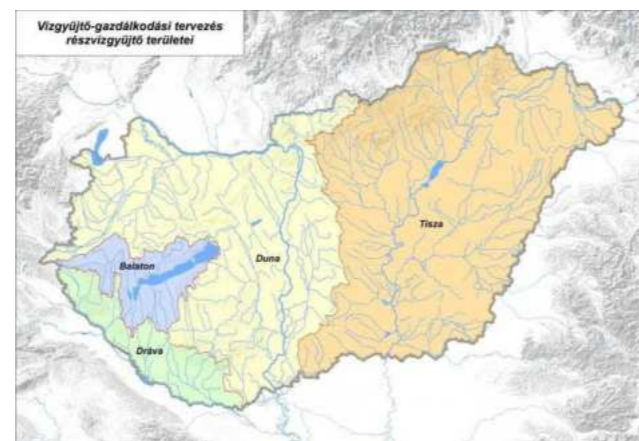 Vízgyűjtő-gazdálkodási tervezés
részvízgyűjtő területei
Tisza
Duna
Balaton
Dráva